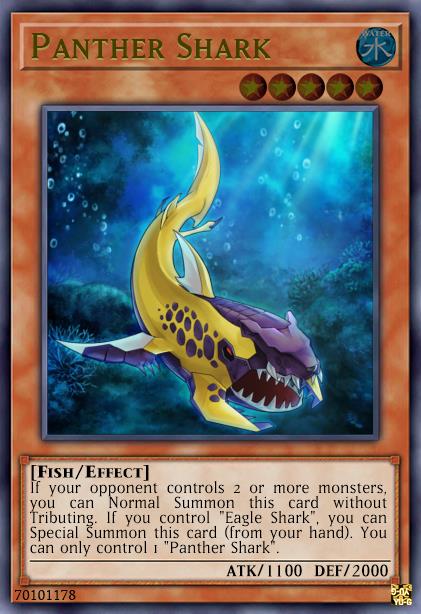 PANTHER SHARK
WATER
水
[FISH/EFFECT]
If your opponent controls 2 or more monsters,
you can Normal Summon this card without
Tributing. If you control "Eagle Shark", you can
Special Summon this card (from your hand). You
can only control 1 "Panther Shark".
ATK/1100 DEF/2000
70101178